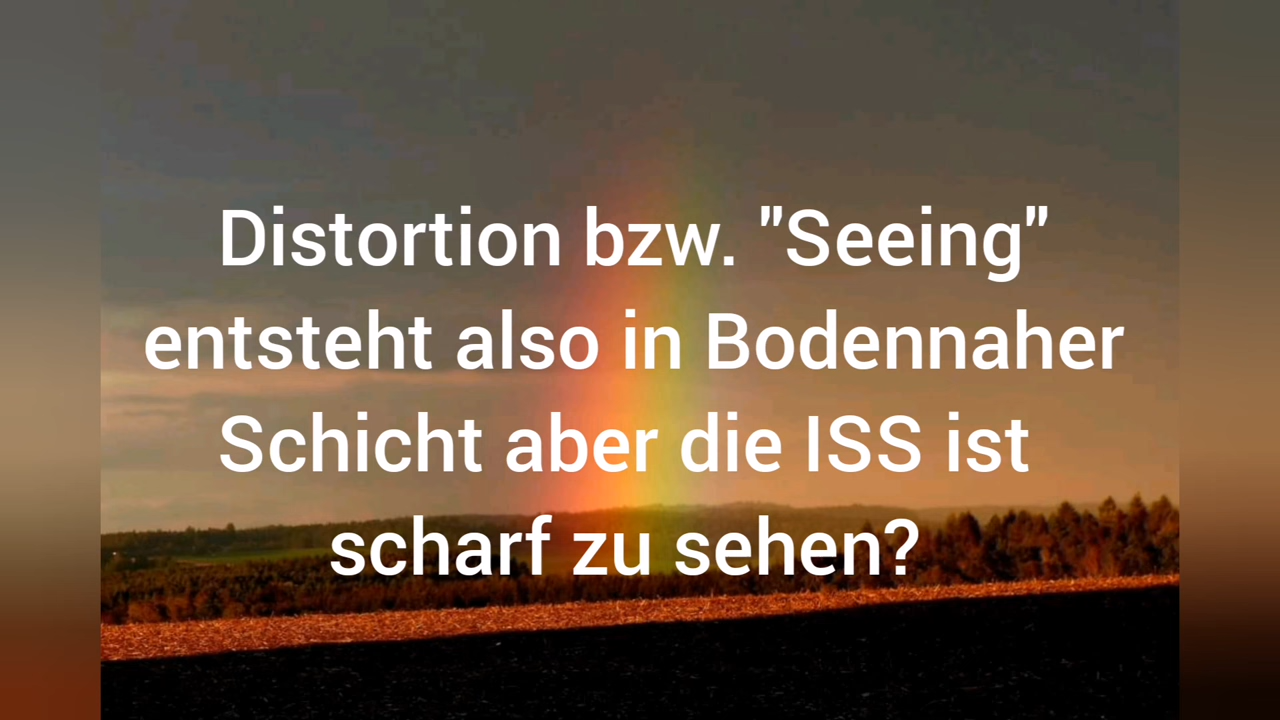 Distortion bzw. "Seeing"
entsteht also in Bodennaher
Schicht aber die ISS ist
scharf zu sehen?